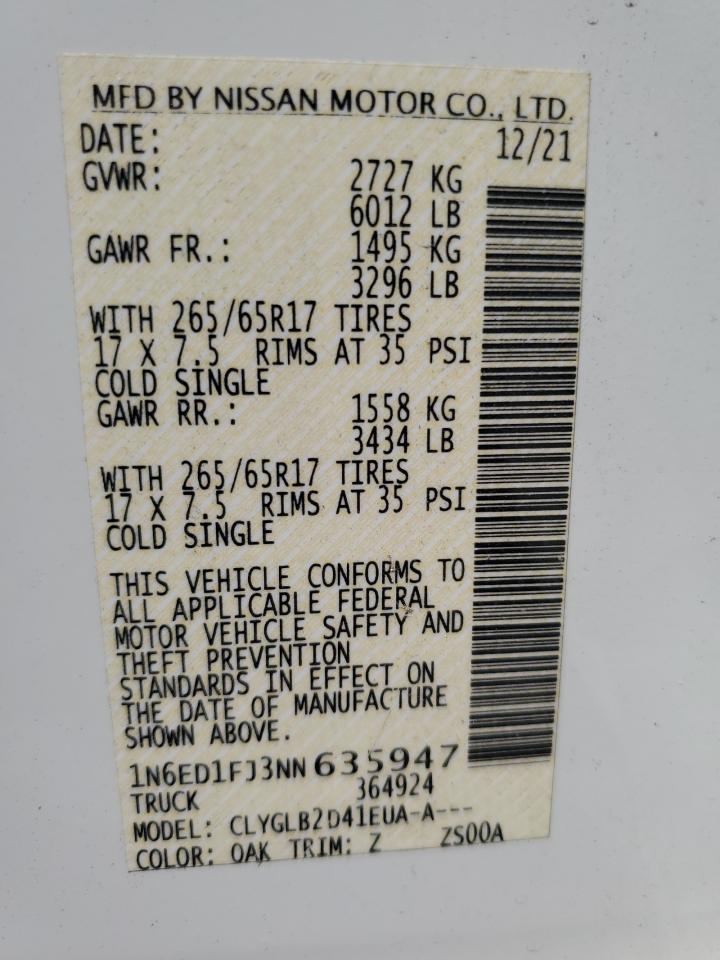 MFD BY NISSAN MOTOR CO., LTD.
DATE: 12/21
GVWR: 2727 KG
6012 LB
GAWR FR.: 1495 KG
3296 LB
WITH 265/65R17 TIRES
17 X 7.5 RIMS AT 35 PSI
COLD SINGLE
GAWR RR.: 1558 KG
3434 LB
WITH 265/65R17 TIRES
17 X 7.5 RIMS AT 35 PSI
COLD SINGLE
THIS VEHICLE CONFORMS TO
ALL APPLICABLE FEDERAL
MOTOR VEHICLE SAFETY AND
THEFT PREVENTION
STANDARDS IN EFFECT ON
THE DATE OF MANUFACTURE
SHOWN ABOVE.
1N6ED1FJ3NN635947
TRUCK 364924
MODEL: CLYGLB2D41EUA-A---
COLOR: OAK TRIM: Z ZS00A